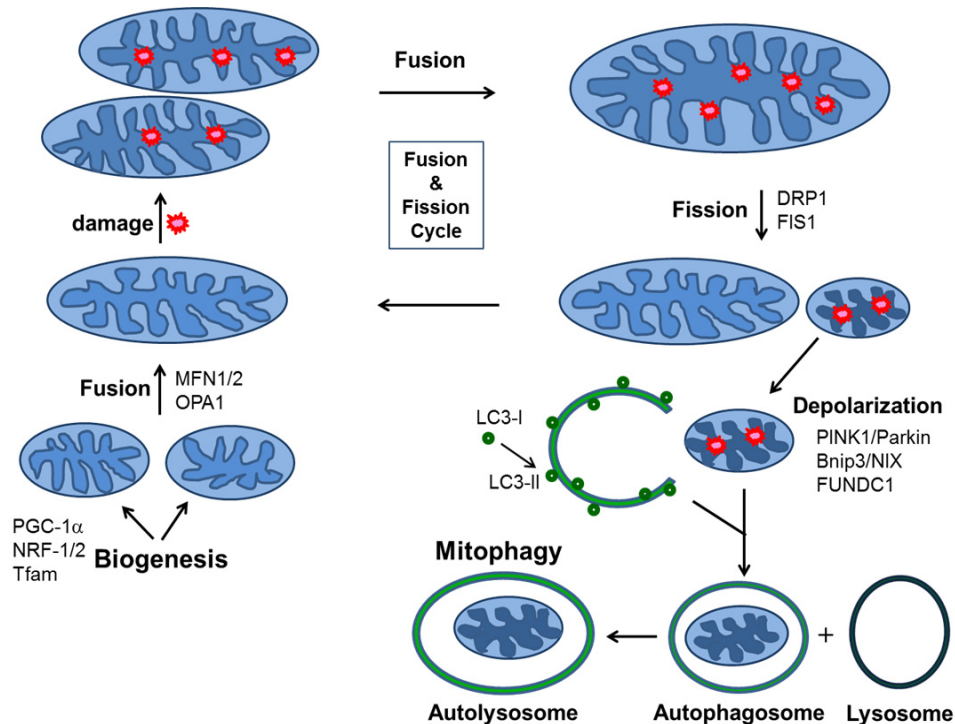 Fusion
Fusion
&
Fission
Cycle
damage
Fission
DRP1
FIS1
Fusion
MFN1/2
OPA1
LC3-I
LC3-II
Depolarization
PINK1/Parkin
Bnip3/NIX
FUNDC1
PGC-1α
NRF-1/2
Tfam
Biogenesis
Mitophagy
+
Autolysosome
Autophagosome
Lysosome